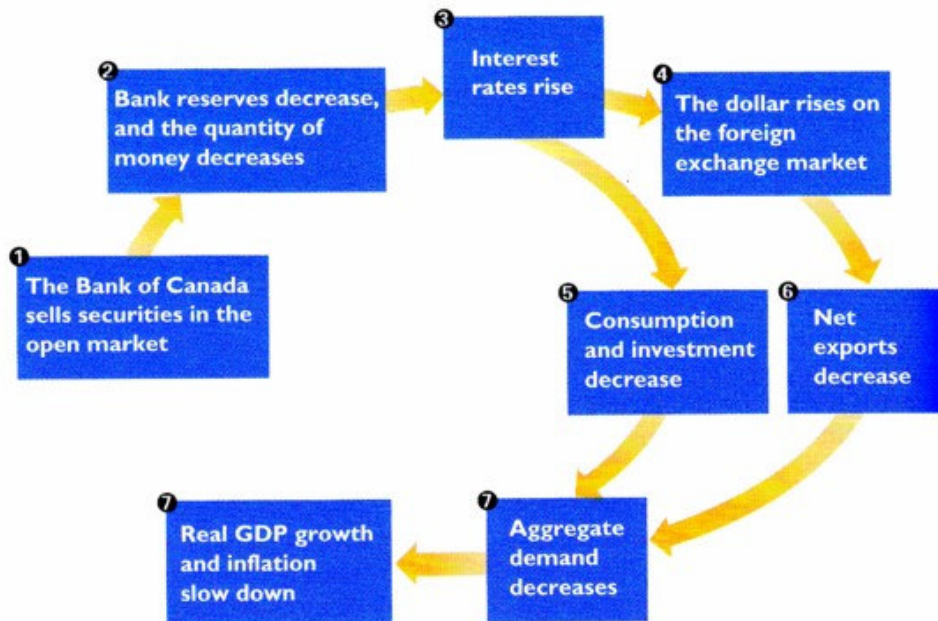 1
The Bank of Canada
sells securities in the
open market
2
Bank reserves decrease,
and the quantity of
money decreases
3
Interest
rates rise
4
The dollar rises on
the foreign
exchange market
5
Consumption
and investment
decrease
6
Net
exports
decrease
7
Aggregate
demand
decreases
7
Real GDP growth
and inflation
slow down